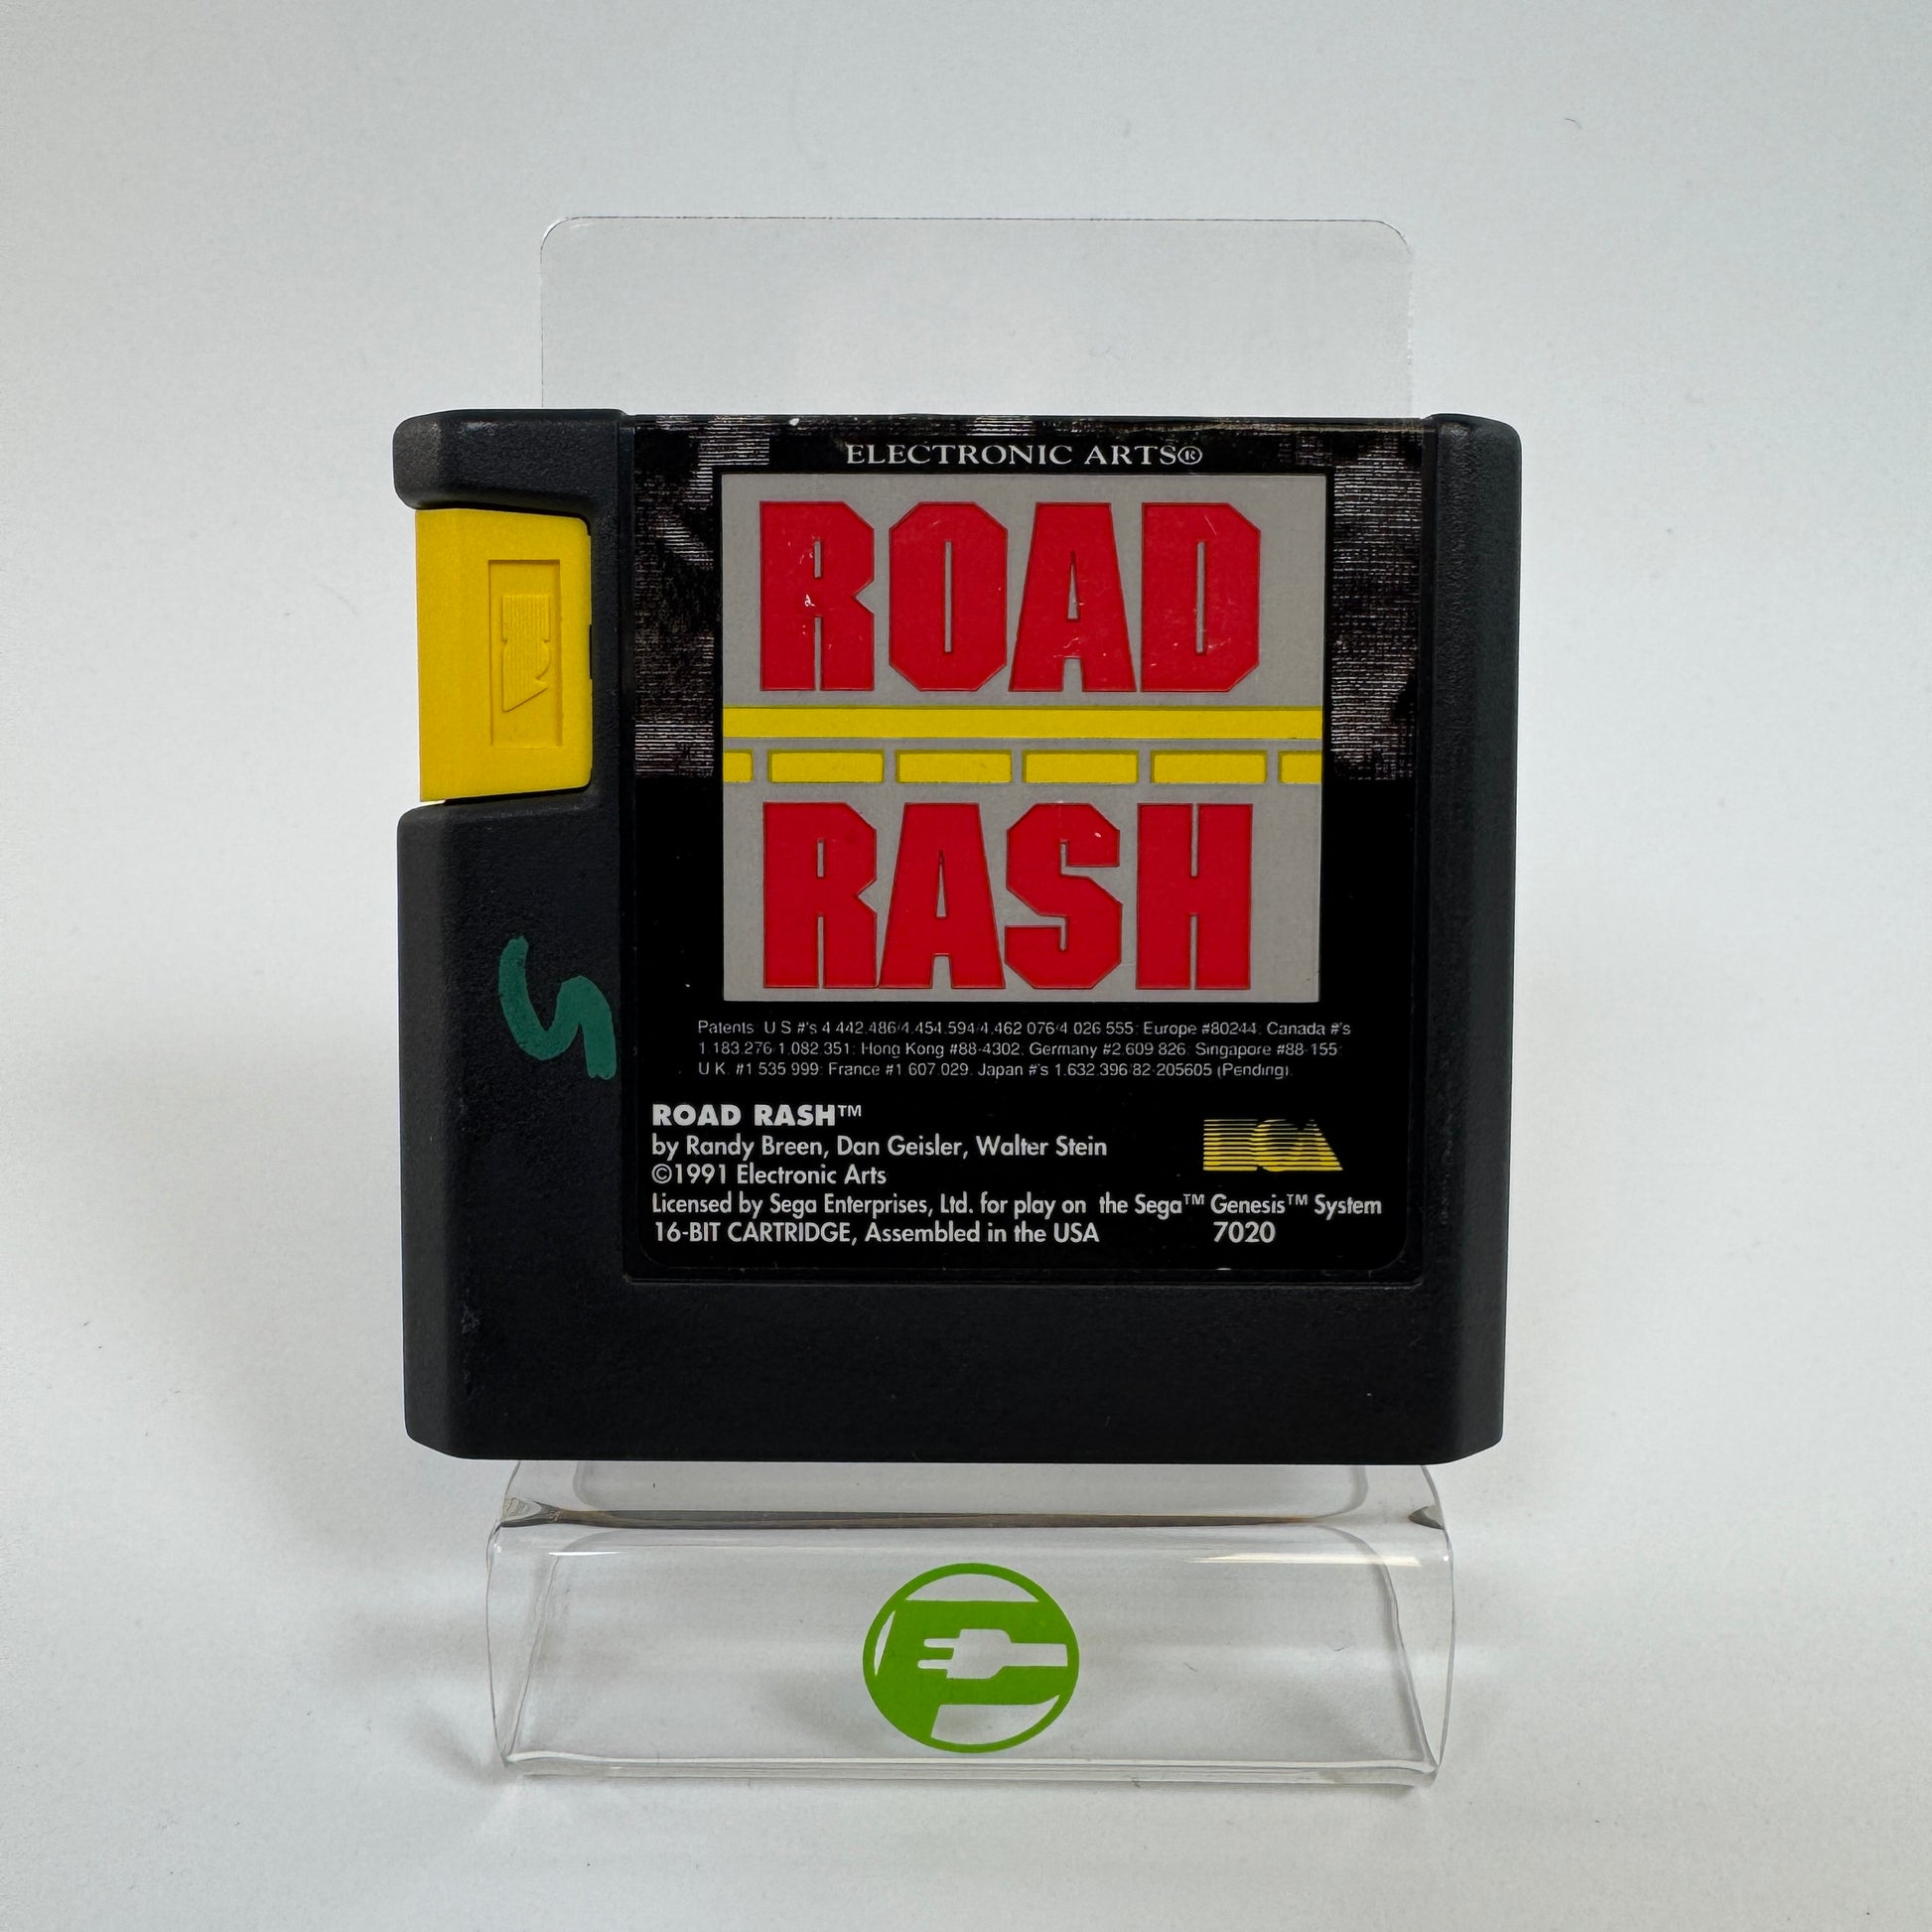 ELECTRONIC ARTS®
ROAD
RASH
Patents U S #'s 4 442.486/4.454.594/4.462 076/4 026 555; Europe #80244; Canada #'s
1.183.276 1.082.351; Hong Kong #88-4302; Germany #2.609 826; Singapore #88-155;
U K. #1 535 999; France #1 607 029. Japan #'s 1.632.396/82-205605 (Pending).
ROAD RASH™
by Randy Breen, Dan Geisler, Walter Stein
©1991 Electronic Arts
Licensed by Sega Enterprises, Ltd. for play on the Sega™ Genesis™ System
16-BIT CARTRIDGE, Assembled in the USA 7020
EA
S